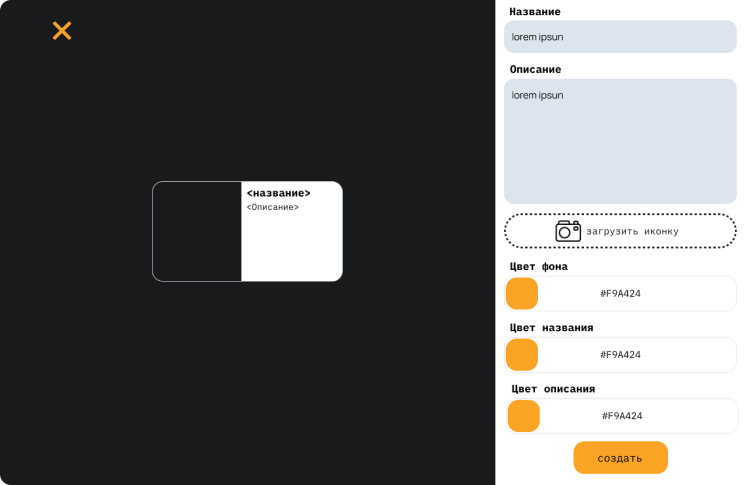 <название>
<Описание>
Название
lorem ipsun
Описание
lorem ipsun
загрузить иконку
Цвет фона
#F9A424
Цвет названия
#F9A424
Цвет описания
#F9A424
создать